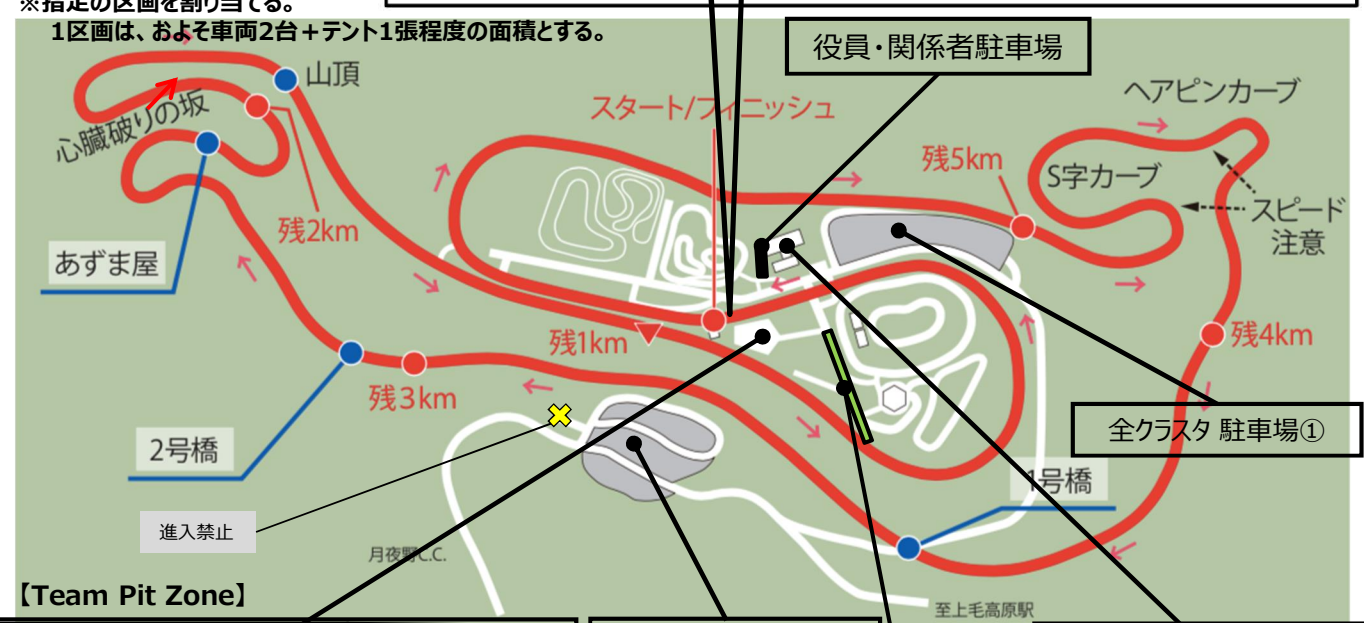 ※指定の区画を割り当てる。
1区画は、およそ車両2台＋テント1張程度の面積とする。
役員・関係者駐車場
山頂
スタート/フィニッシュ
ヘアピンカーブ
心臓破りの坂
残5km
S字カーブ
スピード
注意
残2km
あずま屋
残1km
残4km
残3km
全クラスタ 駐車場①
2号橋
1号橋
進入禁止
月夜野C.C.
【Team Pit Zone】
至上毛高原駅